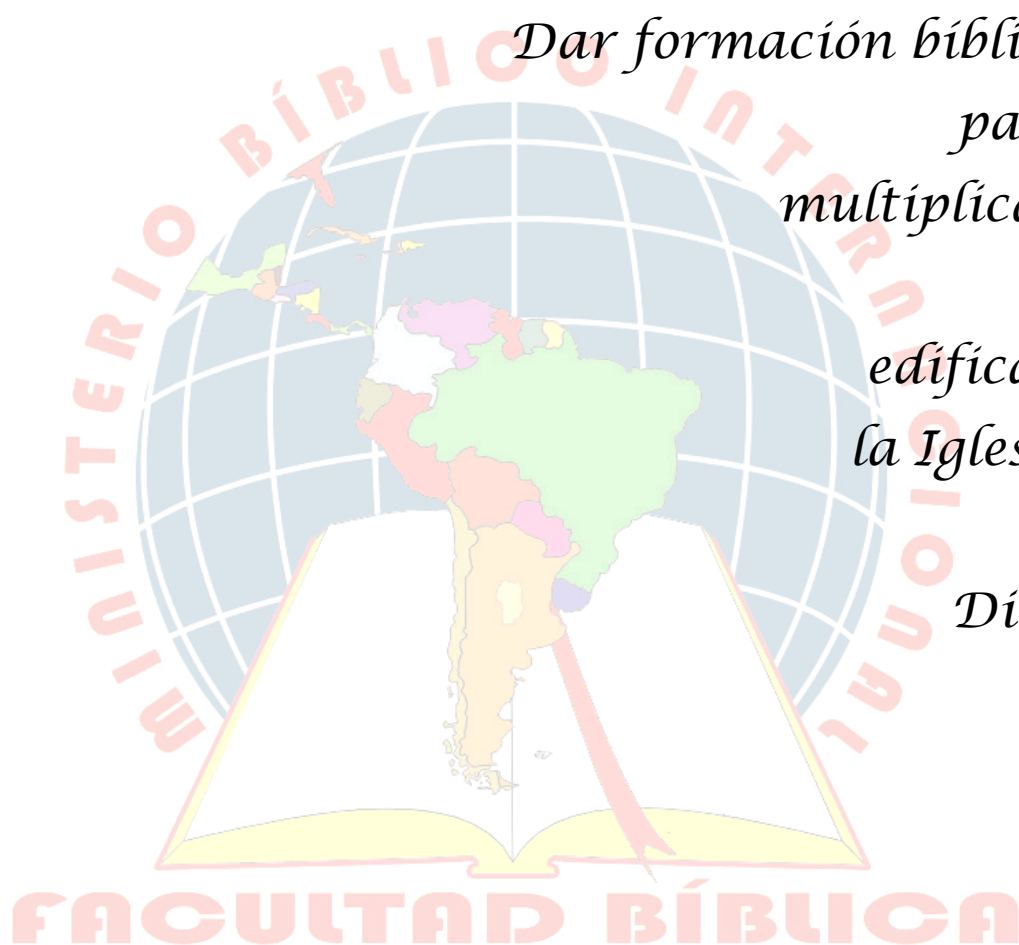 Dar formación bíbli
pa
multiplica
edifica
la Igles
Di
MINISTERIO BÍBLICO INTERNACIONAL
FACULTAD BÍBLICA